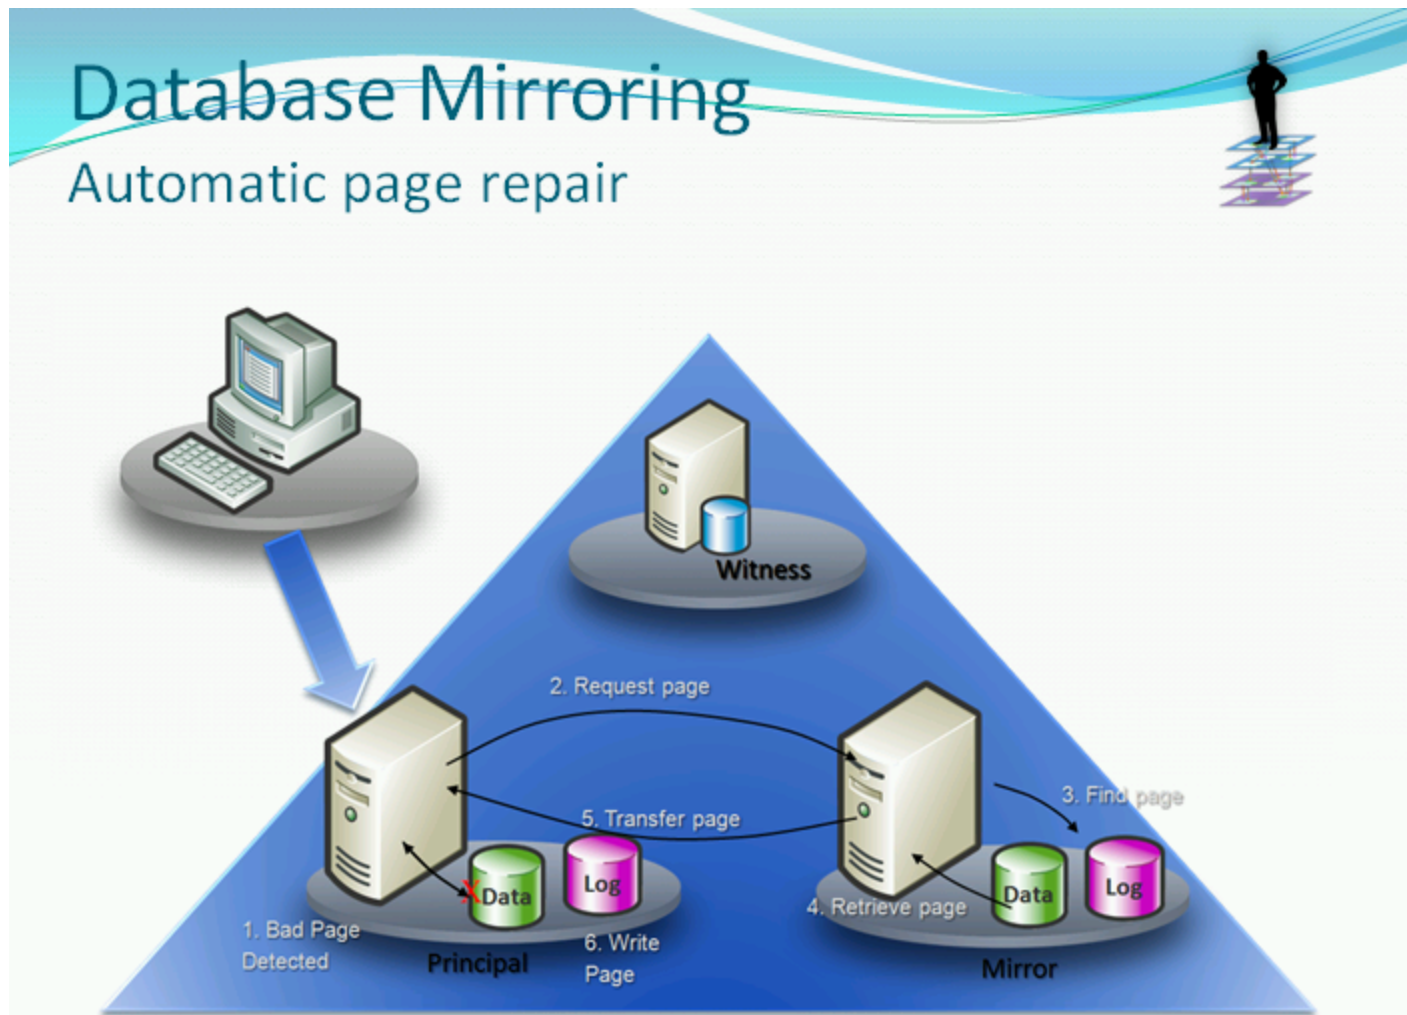 Database Mirroring
Automatic page repair
Witness
2. Request page
3. Find page
5. Transfer page
Data
Log
Data
Log
4. Retrieve page
1. Bad Page
Detected
6. Write
Page
Principal
Mirror